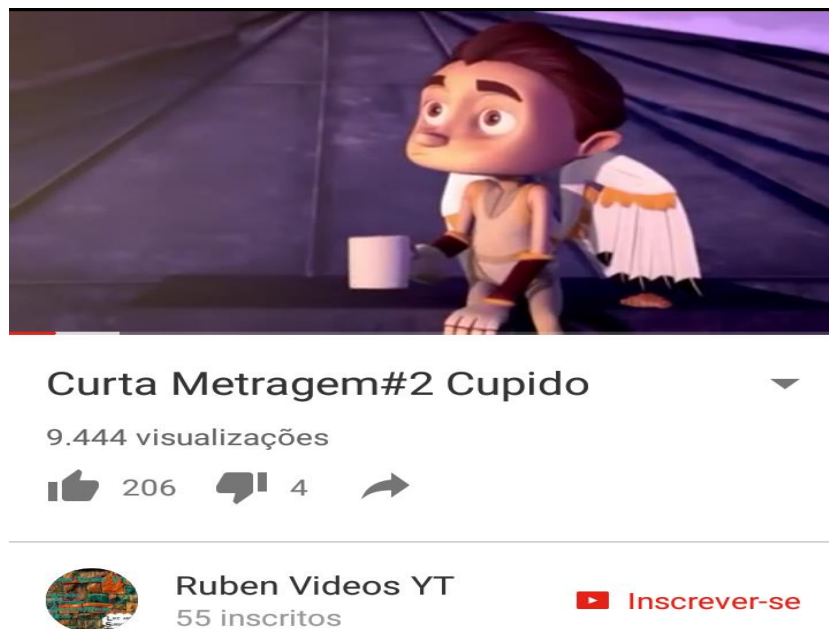 Curta Metragem#2 Cupido
9.444 visualizações
206 4
Ruben Videos YT
Inscrever-se
55 inscritos